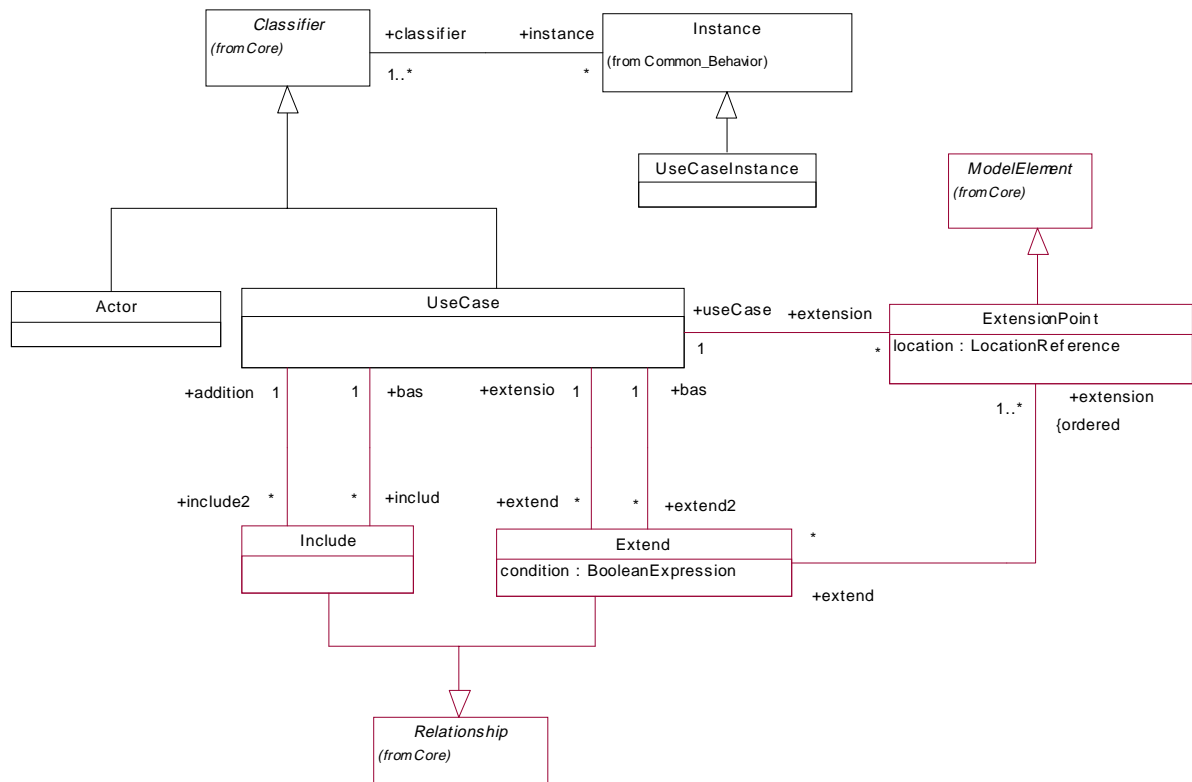 Classifier
(from Core)
+classifier
+instance
1..*
*
Instance
(from Common_Behavior)
UseCaseInstance
ModelElement
(from Core)
Actor
UseCase
+useCase
+extension
1
*
ExtensionPoint
location : LocationReference
+addition
1
1
+bas
+extensio
1
1
+bas
1..*
+extension
{ordered
+include2
*
*
+includ
+extend
*
*
+extend2
*
Include
Extend
condition : BooleanExpression
+extend
Relationship
(from Core)